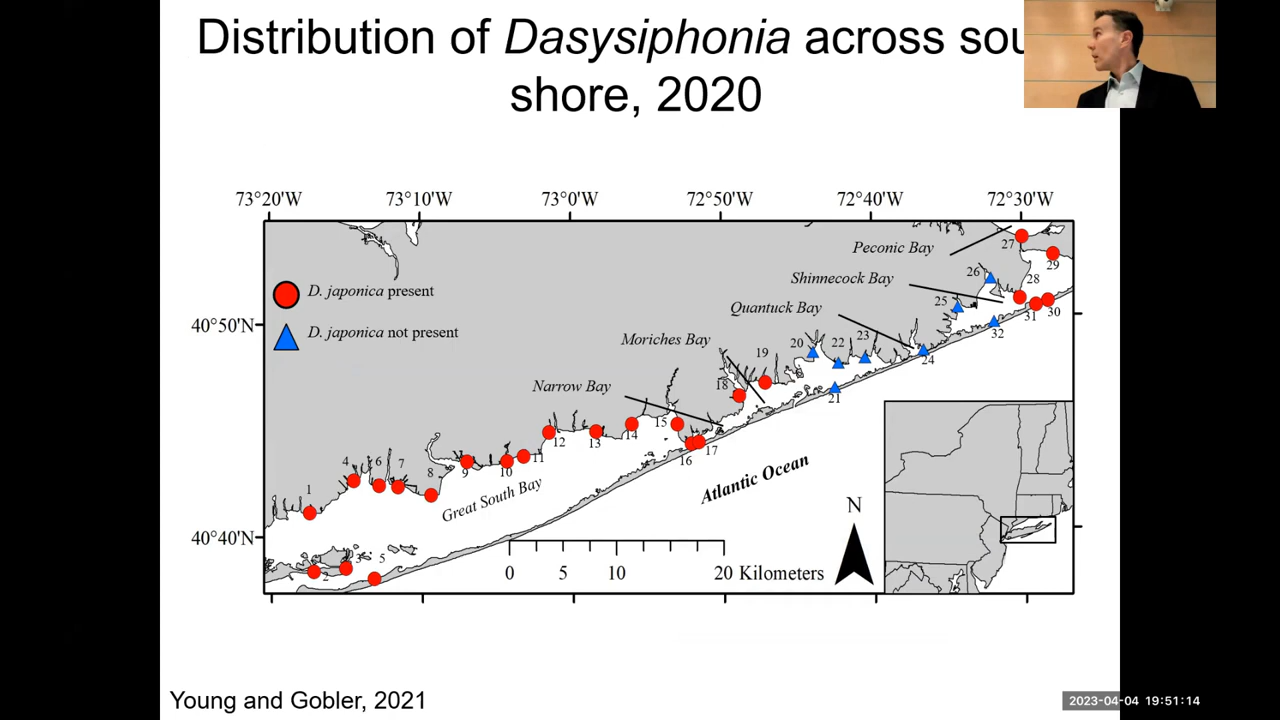 Distribution of Dasysiphonia across sou
shore, 2020
73°20'W 73°10'W 73°0'W 72°50'W 72°40'W 72°30'W
Peconic Bay
27
29
Shinnecock Bay
26
28
D. japonica present
Quantuck Bay
25
31 30
40°50'N
D. japonica not present
Moriches Bay
20 22 23
32
19
24
Narrow Bay
18
21
15
14
12 13
17
16
11
10
9
8
4 6 7
1
Great South Bay
Atlantic Ocean
N
40°40'N
3 5
2
0 5 10 20 Kilometers
Young and Gobler, 2021
2023-04-04 19:51:14